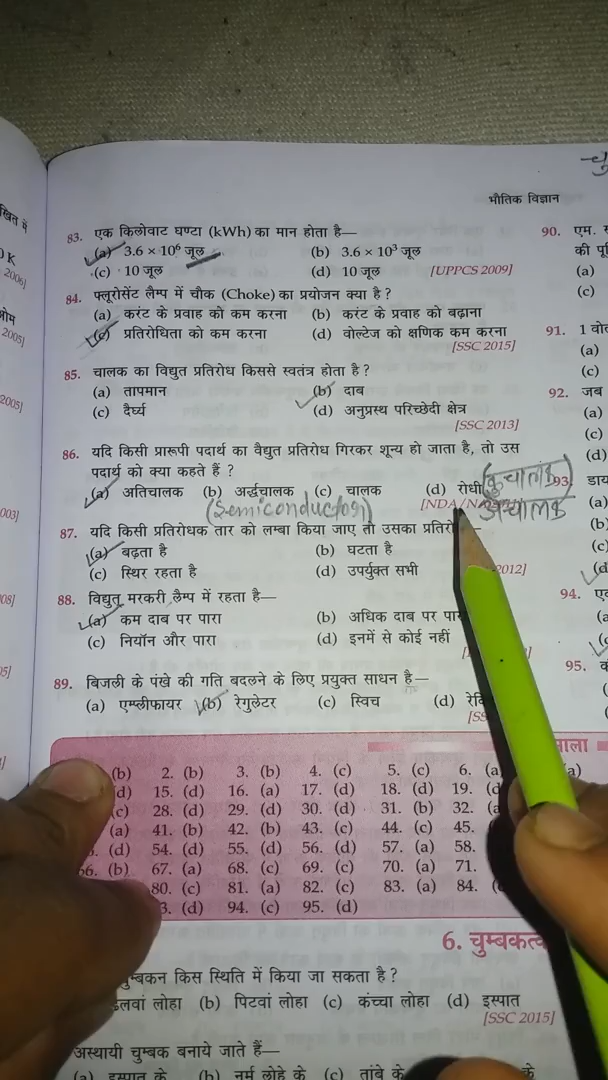 भौतिक विज्ञान
83. एक किलोवाट घण्टा (kWh) का मान होता है—
(a) 3.6 × 10⁶ जूल (b) 3.6 × 10³ जूल
(c) 10 जूल (d) 10 जूल [UPPCS 2009]
84. फ्लूरोसेंट लैम्प में चौक (Choke) का प्रयोजन क्या है ?
(a) करंट के प्रवाह को कम करना (b) करंट के प्रवाह को बढ़ाना
(c) प्रतिरोधिता को कम करना (d) वोल्टेज को क्षणिक कम करना
[SSC 2015]
85. चालक का विद्युत प्रतिरोध किससे स्वतंत्र होता है ?
(a) तापमान (b) दाब
(c) दैर्घ्य (d) अनुप्रस्थ परिच्छेदी क्षेत्र
[SSC 2013]
86. यदि किसी प्रारूपी पदार्थ का वैद्युत प्रतिरोध गिरकर शून्य हो जाता है, तो उस
पदार्थ को क्या कहते हैं ?
(a) अतिचालक (b) अर्द्धचालक (c) चालक (d) रोधी (कुचालक)
(Semiconductor) [NDA/ अचालक
87. यदि किसी प्रतिरोधक तार को लम्बा किया जाए तो उसका
(a) बढ़ता है (b) घटता है
(c) स्थिर रहता है (d) उपर्युक्त सभी 2012]
88. विद्युत मरकरी लैम्प में रहता है—
(a) कम दाब पर पारा (b) अधिक दाब पर
(c) नियॉन और पारा (d) इनमें से कोई नहीं
89. बिजली के पंखे की गति बदलने के लिए प्रयुक्त साधन है—
(a) एम्प्लीफायर (b) रेगुलेटर (c) स्विच (d)
माला
(b) 2. (b) 3. (b) 4. (c) 5. (c) 6. (a)
(d) 15. (d) 16. (a) 17. (d) 18. (d) 19.
(c) 28. (d) 29. (d) 30. (d) 31. (b) 32.
(a) 41. (b) 42. (b) 43. (c) 44. (c) 45.
(d) 54. (d) 55. (d) 56. (d) 57. (a) 58.
66. (b) 67. (a) 68. (c) 69. (c) 70. (a) 71.
80. (c) 81. (a) 82. (c) 83. (a) 84.
(d) 94. (c) 95. (d)
6. चुम्बकत्व
चुम्बकन किस स्थिति में किया जा सकता है ?
ढलवां लोहा (b) पिटवां लोहा (c) कंच्चा लोहा (d) इस्पात
[SSC 2015]
अस्थायी चुम्बक बनाये जाते हैं—
(a) इस्पात के (b) नर्म लोहे के (c) तांबे के
90. एम.
की
(a)
(c)
91. 1
(a)
(c)
92. जब
(a)
(c)
(d)
93.
(a)
(b)
(c)
(d)
94.
95.